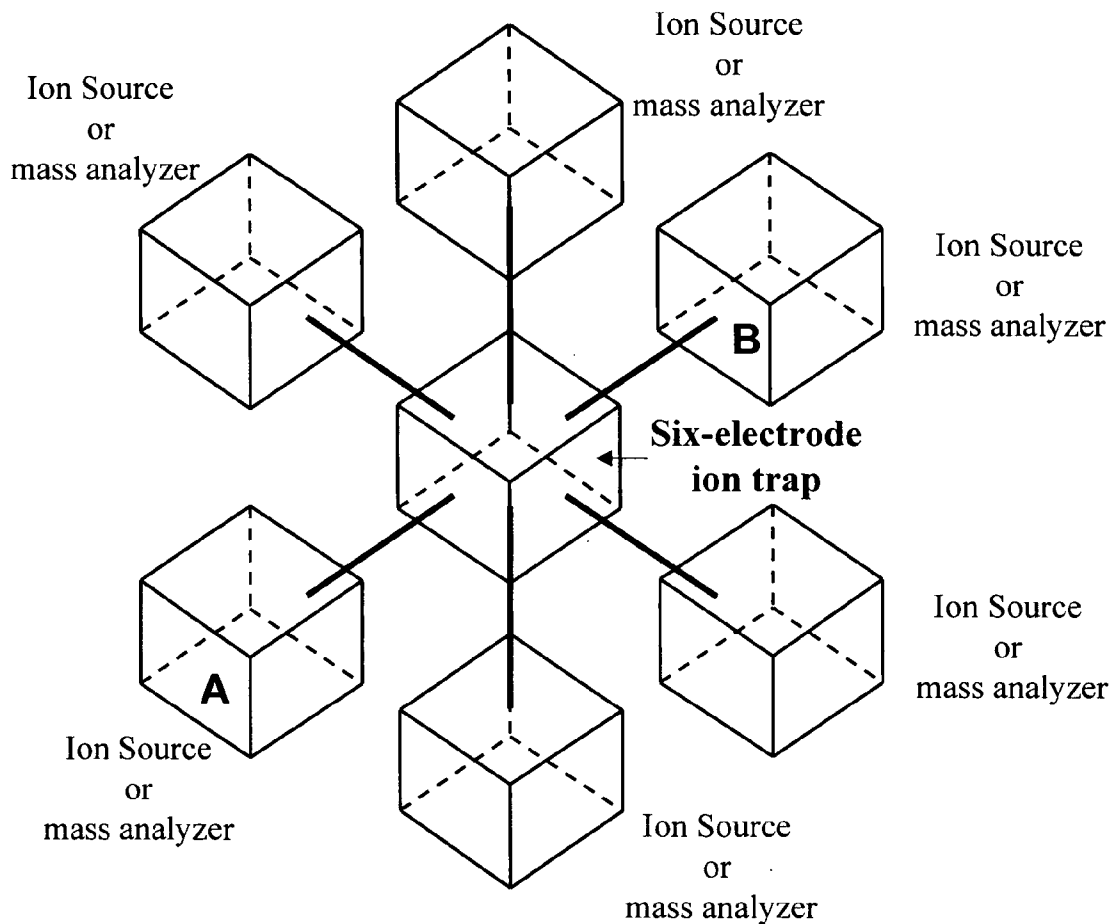 Ion Source
or
mass analyzer
Ion Source
or
mass analyzer
Ion Source
or
mass analyzer
B
Six-electrode
ion trap
Ion Source
or
mass analyzer
A
Ion Source
or
mass analyzer
Ion Source
or
mass analyzer